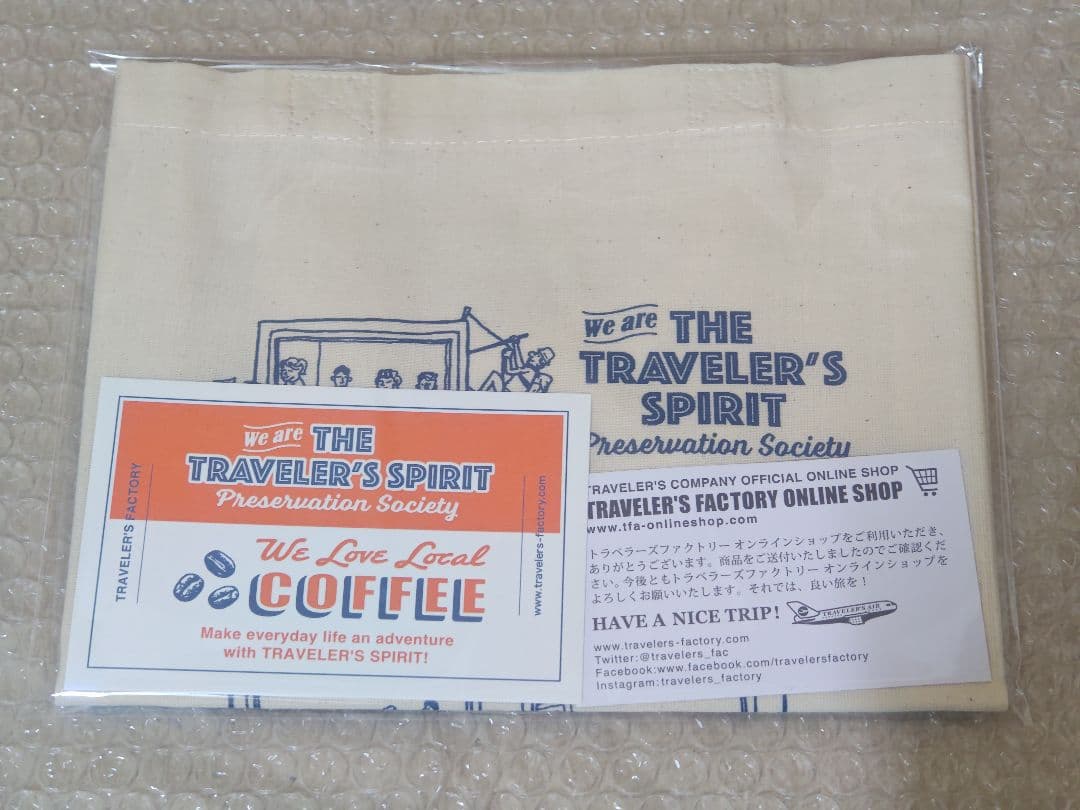 We are THE
TRAVELER'S
SPIRIT
Preservation Society
We are THE
TRAVELER'S SPIRIT
Preservation Society
TRAVELER'S FACTORY
www.travelers-factory.com
We Love Local
COFFEE
Make everyday life an adventure
with TRAVELER'S SPIRIT!
TRAVELER'S COMPANY OFFICIAL ONLINE SHOP
TRAVELER'S FACTORY ONLINE SHOP
www.tfa-onlineshop.com
トラベラーズファクトリー オンラインショップをご利用いただき、
ありがとうございます。商品をご送付いたしましたのでご確認くだ
さい。今後ともトラベラーズファクトリー オンラインショップを
よろしくお願いいたします。それでは、良い旅を！
HAVE A NICE TRIP!
TRAVELER'S AIR
www.travelers-factory.com
Twitter:@travelers_fac
Facebook:www.facebook.com/travelersfactory
Instagram:travelers_factory